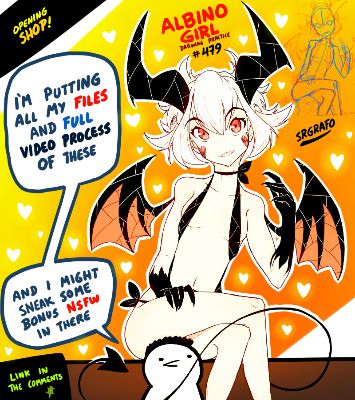 OPENING
SHOP!
ALBINO
GIRL
DRAWING PRACTICE
#479
SRGRAFO
I'M PUTTING
ALL MY FILES
AND FULL
VIDEO PROCESS
OF THESE
AND I MIGHT
SNEAK SOME
BONUS NSFW
IN THERE
LINK IN
THE COMMENTS